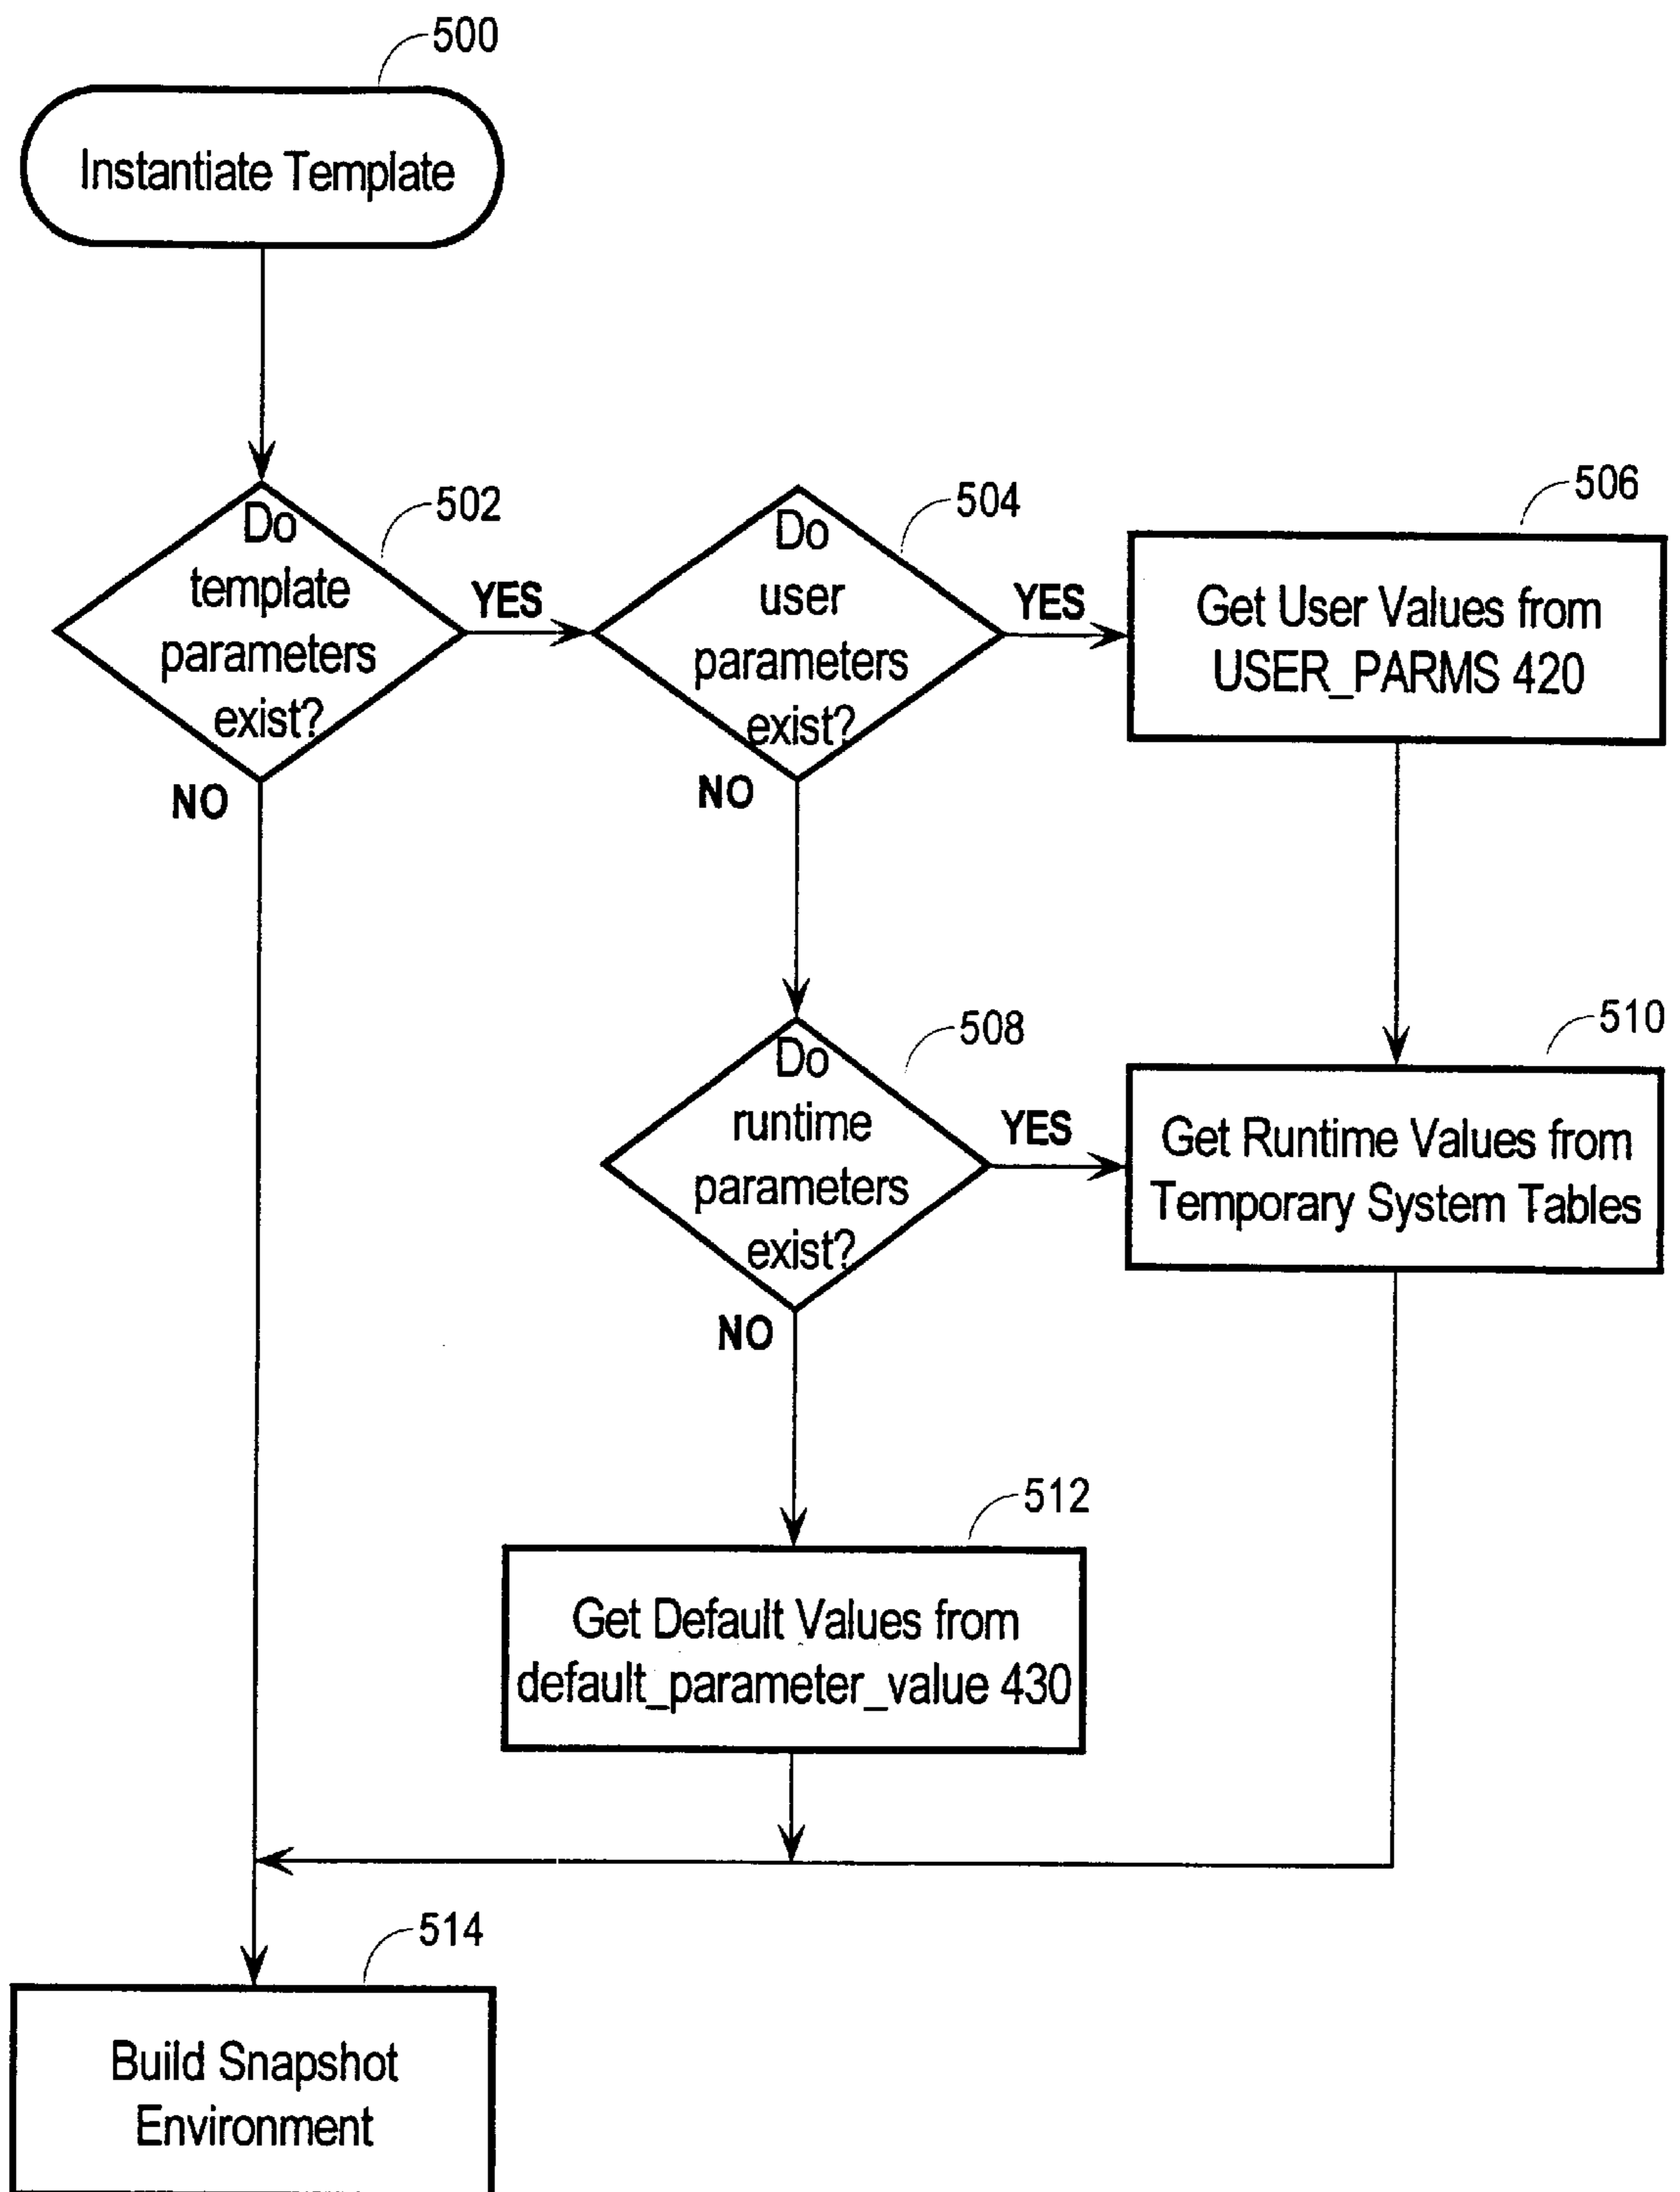 500
Instantiate Template
502
Do
template
parameters
exist?
YES
NO
504
Do
user
parameters
exist?
YES
NO
506
Get User Values from
USER_PARMS 420
508
Do
runtime
parameters
exist?
YES
NO
510
Get Runtime Values from
Temporary System Tables
512
Get Default Values from
default_parameter_value 430
514
Build Snapshot
Environment